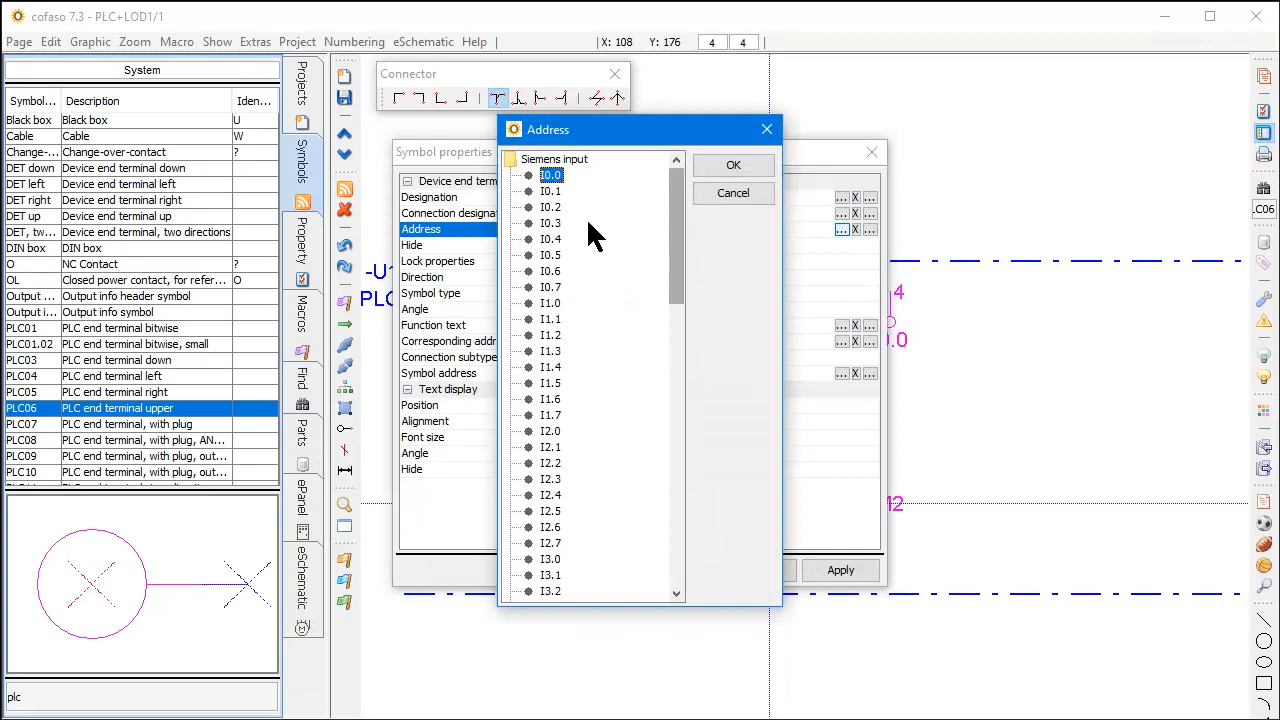 cofaso 7.3 - PLC+LOD1/1
Page Edit Graphic Zoom Macro Show Extras Project Numbering eSchematic Help X: 108 Y: 176 4 4
System
Symbol... Description Iden...
Black box Black box U
Cable Cable W
Change-... Change-over-contact ?
DET down Device end terminal down
DET left Device end terminal left
DET right Device end terminal right
DET up Device end terminal up
DET, tw... Device end terminal, two directions
DIN box DIN box
O NC Contact ?
OL Closed power contact, for refer... O
Output ... Output info header symbol
Output i... Output info symbol
PLC01 PLC end terminal bitwise
PLC01.02 PLC end terminal bitwise, small
PLC03 PLC end terminal down
PLC04 PLC end terminal left
PLC05 PLC end terminal right
PLC06 PLC end terminal upper
PLC07 PLC end terminal, with plug
PLC08 PLC end terminal, with plug, AN...
PLC09 PLC end terminal, with plug, out...
PLC10 PLC end terminal, with plug, out...
plc
Projects
Symbols
Property
Macros
Find
Parts
ePanel
eSchematic
Connector
Symbol properties
Device end term
Designation
Connection designa
Address
Hide
Lock properties
Direction
Symbol type
Angle
Function text
Corresponding addr
Connection subtype
Symbol address
Text display
Position
Alignment
Font size
Angle
Hide
Apply
Address
Siemens input
I0.0
I0.1
I0.2
I0.3
I0.4
I0.5
I0.6
I0.7
I1.0
I1.1
I1.2
I1.3
I1.4
I1.5
I1.6
I1.7
I2.0
I2.1
I2.2
I2.3
I2.4
I2.5
I2.6
I2.7
I3.0
I3.1
I3.2
OK
Cancel
... X ...
... X ...
... X ...
... X ...
... X ...
... X ...
-U1
PLC
4
.0
M2
.C06